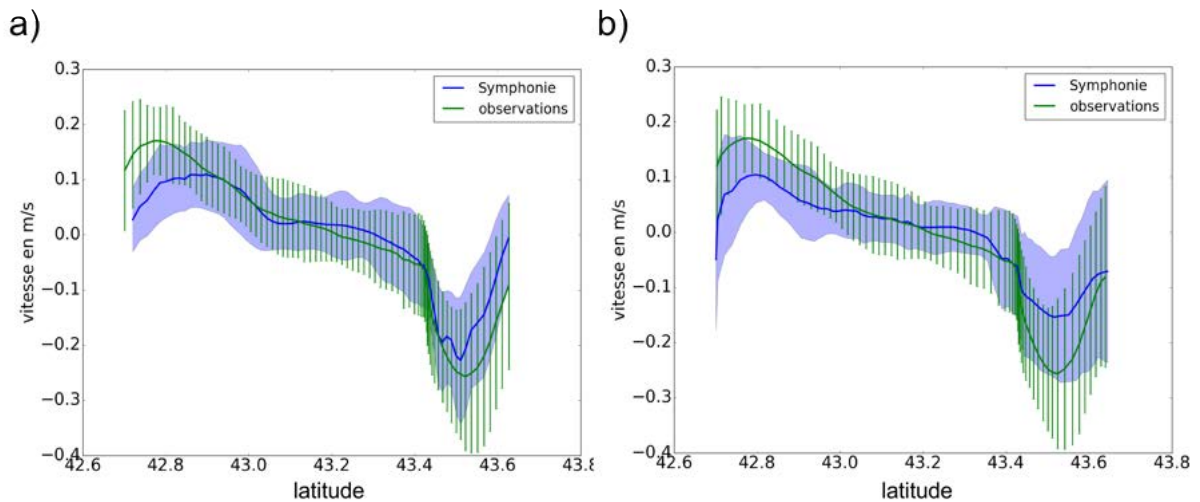 a)
0.3
0.2
0.1
0.0
−0.1
−0.2
−0.3
−0.4
vitesse en m/s
42.6 42.8 43.0 43.2 43.4 43.6 43.8
latitude
Symphonie
observations
b)
0.3
0.2
0.1
0.0
−0.1
−0.2
−0.3
−0.4
vitesse en m/s
42.6 42.8 43.0 43.2 43.4 43.6 43.8
latitude
Symphonie
observations